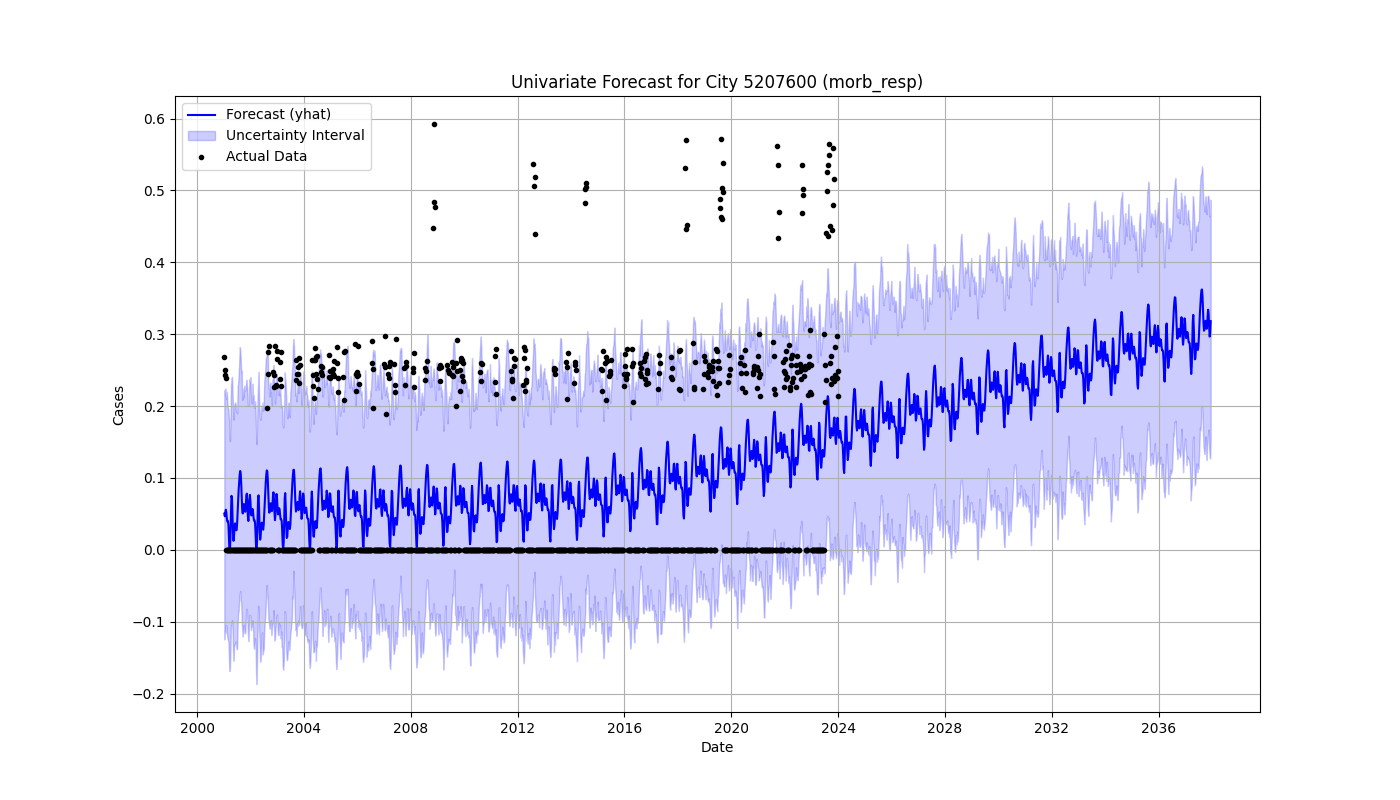 Univariate Forecast for City 5207600 (morb_resp)
Forecast (yhat)
Uncertainty Interval
Actual Data
Cases
0.6
0.5
0.4
0.3
0.2
0.1
0.0
−0.1
−0.2
2000 2004 2008 2012 2016 2020 2024 2028 2032 2036
Date